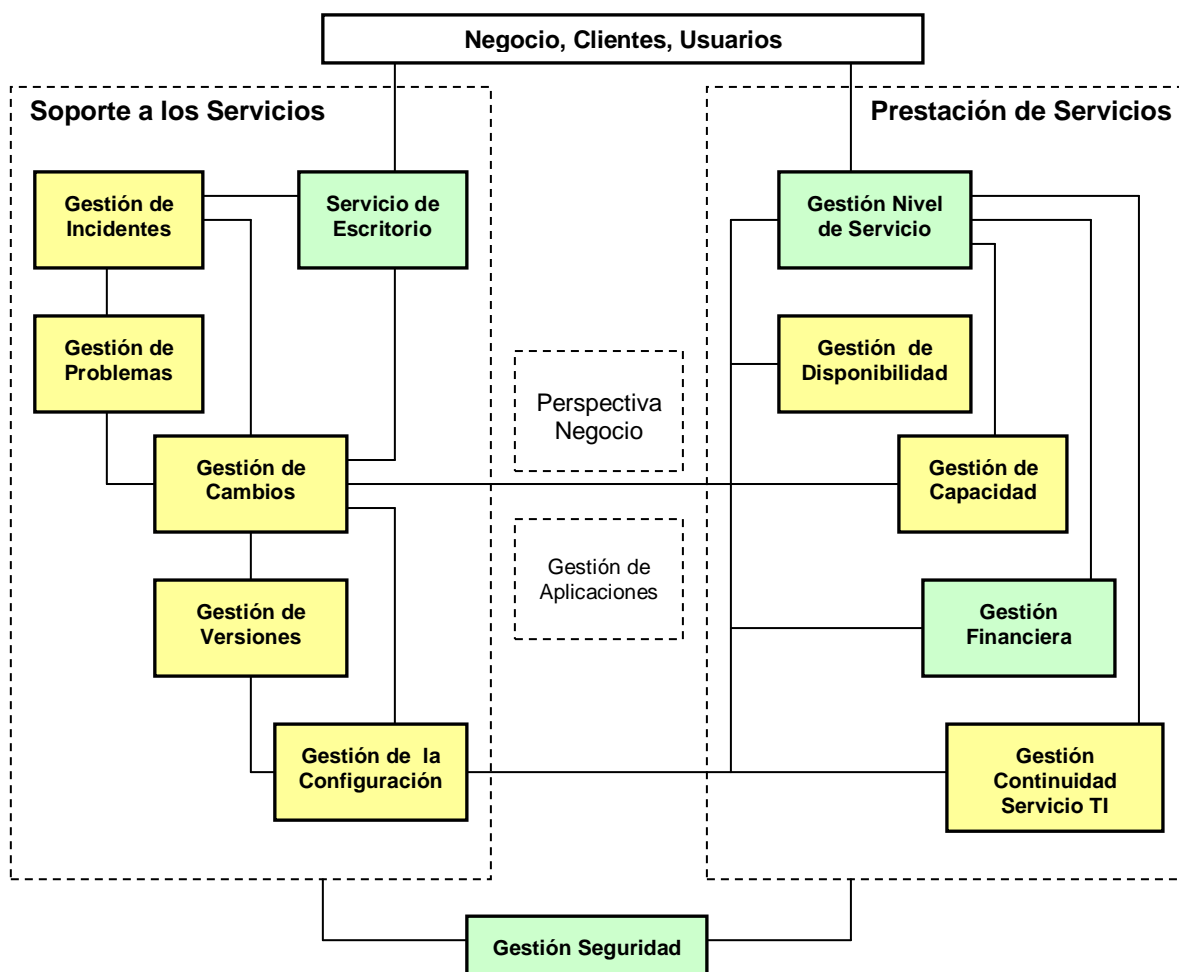 Negocio, Clientes, Usuarios
Soporte a los Servicios
Prestación de Servicios
Gestión de
Incidentes
Servicio de
Escritorio
Gestión Nivel
de Servicio
Gestión de
Problemas
Gestión de
Disponibilidad
Perspectiva
Negocio
Gestión de
Cambios
Gestión de
Capacidad
Gestión de
Aplicaciones
Gestión de
Versiones
Gestión
Financiera
Gestión de la
Configuración
Gestión
Continuidad
Servicio TI
Gestión Seguridad